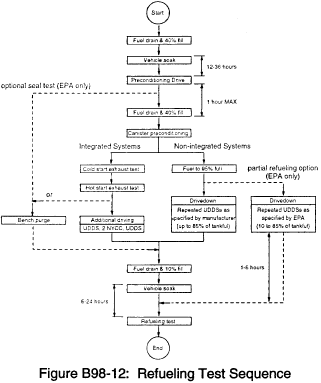 Start
Fuel drain & 40% fill
Vehicle soak
12-36 hours
Preconditioning Drive
optional seal test (EPA only)
1 hour MAX
Fuel drain & 40% fill
Canister preconditioning
Integrated Systems
Non-integrated Systems
Cold start exhaust test
Fuel to 95% full
partial refueling option
(EPA only)
Hot start exhaust test
or
Drivedown
Repeated UDDSs as
specified by manufacturer
(up to 85% of tankful)
Drivedown
Repeated UDDSs as
specified by EPA
(10 to 85% of tankful)
Bench purge
Additional driving
UDDS, 2 NYCC, UDDS
Fuel drain & 10% fill
1-6 hours
Vehicle soak
6-24 hours
Refueling test
End
Figure B98-12: Refueling Test Sequence